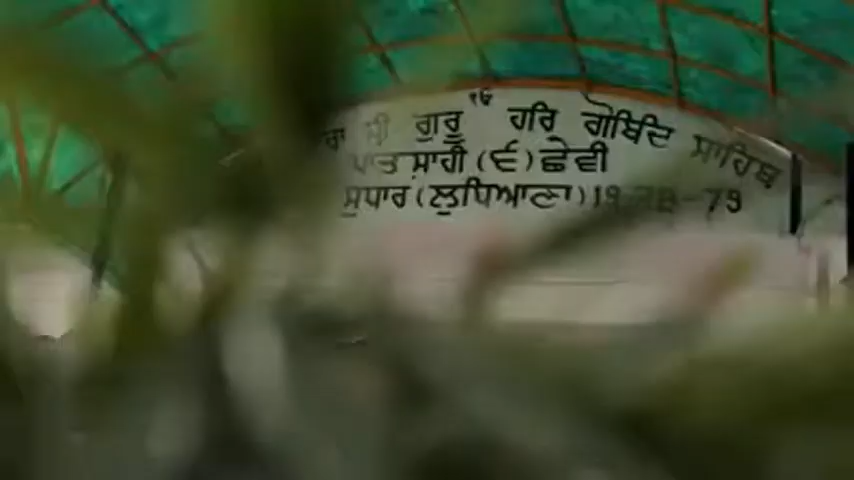 ੴ
ਸ੍ਰੀ ਗੁਰੂ ਹਰਿ ਗੋਬਿੰਦ ਸਾਹਿਬ
ਪਾਤਸ਼ਾਹੀ (੬) ਛੇਵੀਂ
ਸੁਧਾਰ (ਲੁਧਿਆਣਾ)